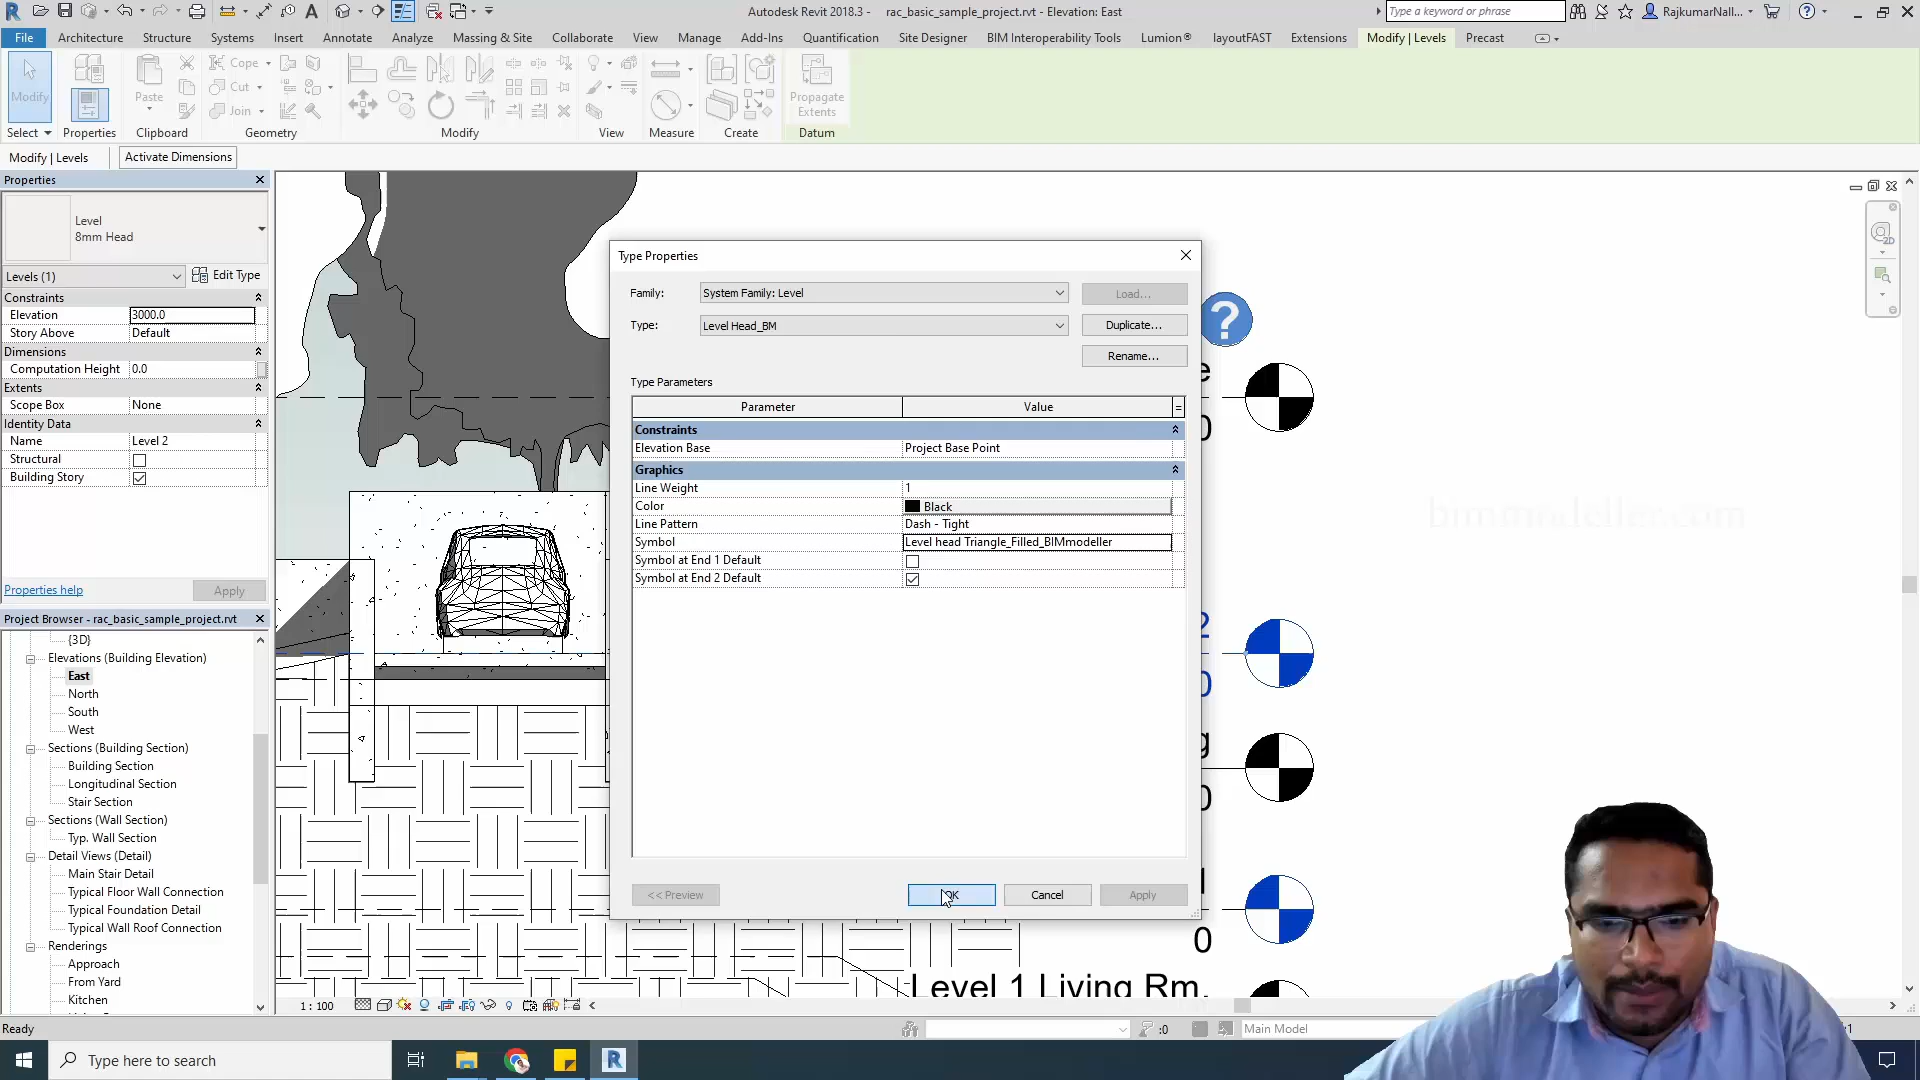 Autodesk Revit 2018.3 - rac_basic_sample_project.rvt - Elevation: East
Type a keyword or phrase
RajkumarNall...
File Architecture Structure Systems Insert Annotate Analyze Massing & Site Collaborate View Manage Add-Ins Quantification Site Designer BIM Interoperability Tools Lumion® layoutFAST Extensions Modify | Levels Precast
Modify
Paste
Cope
Cut
Join
Propagate
Extents
Select Properties Clipboard Geometry Modify View Measure Create Datum
Modify | Levels Activate Dimensions
Properties
Level
8mm Head
Levels (1) Edit Type
Constraints
Elevation 3000.0
Story Above Default
Dimensions
Computation Height 0.0
Extents
Scope Box None
Identity Data
Name Level 2
Structural
Building Story
Properties help Apply
Project Browser - rac_basic_sample_project.rvt
{3D}
Elevations (Building Elevation)
East
North
South
West
Sections (Building Section)
Building Section
Longitudinal Section
Stair Section
Sections (Wall Section)
Typ. Wall Section
Detail Views (Detail)
Main Stair Detail
Typical Floor Wall Connection
Typical Foundation Detail
Typical Wall Roof Connection
Renderings
Approach
From Yard
Kitchen
Type Properties
Family: System Family: Level Load...
Type: Level Head_BM Duplicate...
Rename...
Type Parameters
Parameter Value =
Constraints
Elevation Base Project Base Point
Graphics
Line Weight 1
Color Black
Line Pattern Dash - Tight
Symbol Level head Triangle_Filled_BIMmodeller
Symbol at End 1 Default
Symbol at End 2 Default
<< Preview OK Cancel Apply
?
e
0
2
0
g
0
0
bimmodeller.com
2D
Level 1 Living Rm.
1 : 100
Ready
:0
Main Model
Type here to search